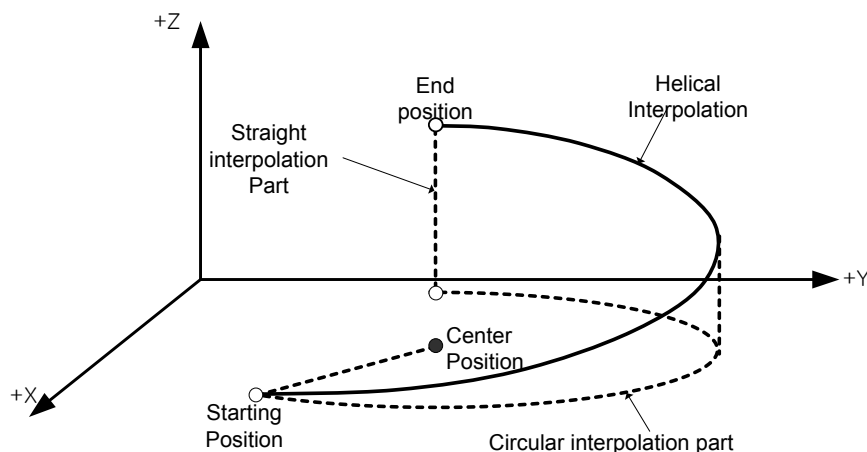 +Z
End
position
Helical
Interpolation
Straight
interpolation
Part
+Y
Center
Position
+X
Starting
Position
Circular interpolation part